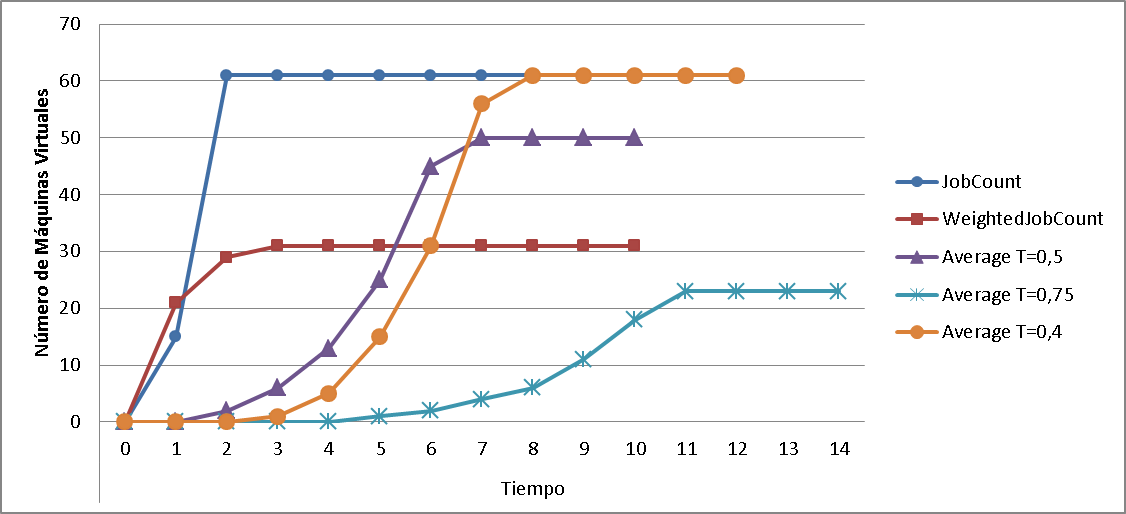 70
60
50
40
30
20
10
0
Número de Máquinas Virtuales
0 1 2 3 4 5 6 7 8 9 10 11 12 13 14
Tiempo
JobCount
WeightedJobCount
Average T=0,5
Average T=0,75
Average T=0,4